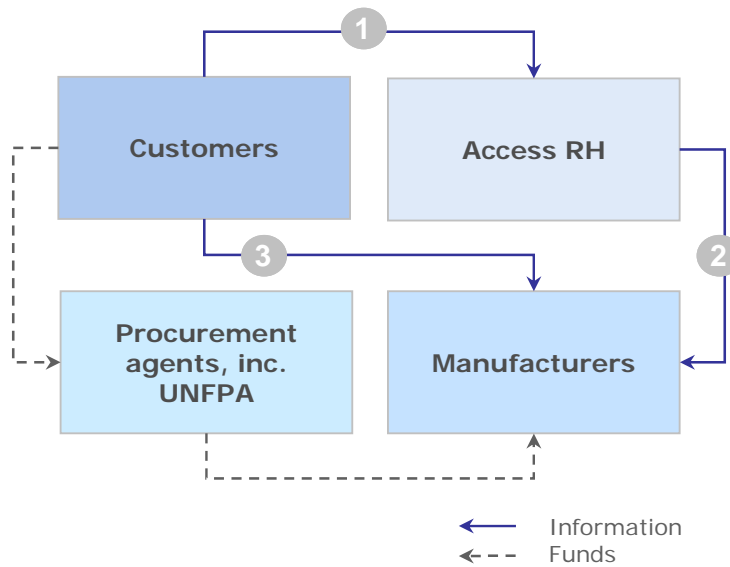 1
Customers
Access RH
3
2
Procurement
agents, inc.
UNFPA
Manufacturers
Information
Funds